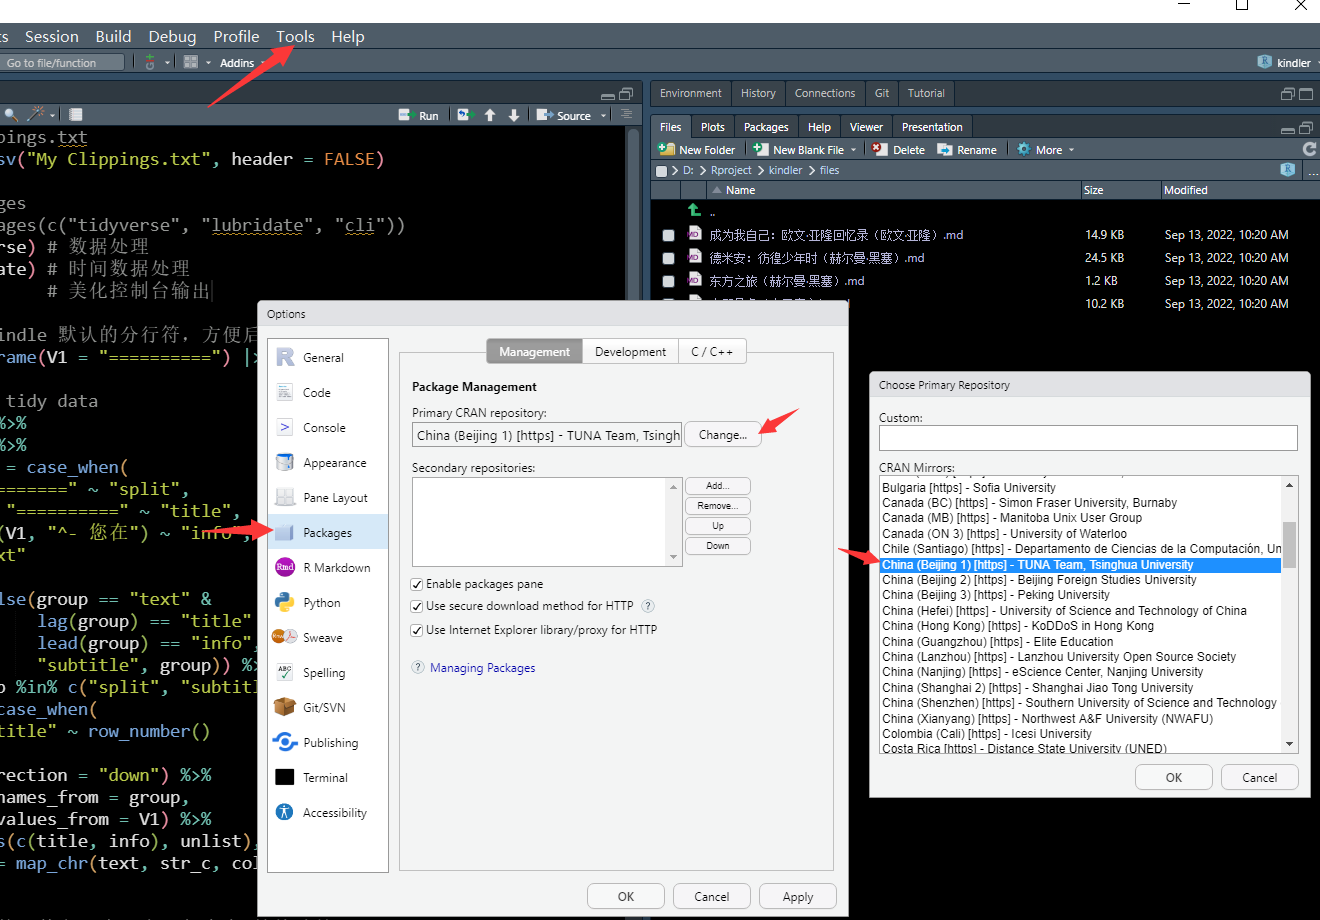 Session Build Debug Profile Tools Help
Go to file/function
Addins
kindler
Run
Source
ppings.txt
sv("My Clippings.txt", header = FALSE)
ges
ages(c("tidyverse", "lubridate", "cli"))
rse) # 数据处理
ate) # 时间数据处理
# 美化控制台输出
indle 默认的分行符，方便后
rame(V1 = "==========") |>
tidy data
%>%
%>%
= case_when(
=======" ~ "split",
"==========" ~ "title",
(V1, "^- 您在") ~ "info",
xt"
lse(group == "text" &
lag(group) == "title"
lead(group) == "info",
"subtitle", group)) %>
p %in% c("split", "subtitl
case_when(
title" ~ row_number()
rection = "down") %>%
names_from = group,
values_from = V1) %>%
s(c(title, info), unlist),
= map_chr(text, str_c, col
Environment History Connections Git Tutorial
Files Plots Packages Help Viewer Presentation
New Folder New Blank File Delete Rename More
D: Rproject kindler files
...
Name Size Modified
..
成为我自己：欧文·亚隆回忆录（欧文·亚隆）.md 14.9 KB Sep 13, 2022, 10:20 AM
德米安：彷徨少年时（赫尔曼·黑塞）.md 24.5 KB Sep 13, 2022, 10:20 AM
东方之旅（赫尔曼·黑塞）.md 1.2 KB Sep 13, 2022, 10:20 AM
10.2 KB Sep 13, 2022, 10:20 AM
Options
General
Code
Console
Appearance
Pane Layout
Packages
R Markdown
Python
Sweave
Spelling
Git/SVN
Publishing
Terminal
Accessibility
Management Development C / C++
Package Management
Primary CRAN repository:
China (Beijing 1) [https] - TUNA Team, Tsingh
Change...
Secondary repositories:
Add...
Remove...
Up
Down
Enable packages pane
Use secure download method for HTTP
Use Internet Explorer library/proxy for HTTP
Managing Packages
OK Cancel Apply
Choose Primary Repository
Custom:
CRAN Mirrors:
Bulgaria [https] - Sofia University
Canada (BC) [https] - Simon Fraser University, Burnaby
Canada (MB) [https] - Manitoba Unix User Group
Canada (ON 3) [https] - University of Waterloo
Chile (Santiago) [https] - Departamento de Ciencias de la Computación, Un
China (Beijing 1) [https] - TUNA Team, Tsinghua University
China (Beijing 2) [https] - Beijing Foreign Studies University
China (Beijing 3) [https] - Peking University
China (Hefei) [https] - University of Science and Technology of China
China (Hong Kong) [https] - KoDDoS in Hong Kong
China (Guangzhou) [https] - Elite Education
China (Lanzhou) [https] - Lanzhou University Open Source Society
China (Nanjing) [https] - eScience Center, Nanjing University
China (Shanghai 2) [https] - Shanghai Jiao Tong University
China (Shenzhen) [https] - Southern University of Science and Technology
China (Xianyang) [https] - Northwest A&F University (NWAFU)
Colombia (Cali) [https] - Icesi University
Costa Rica [https] - Distance State University (UNED)
OK Cancel